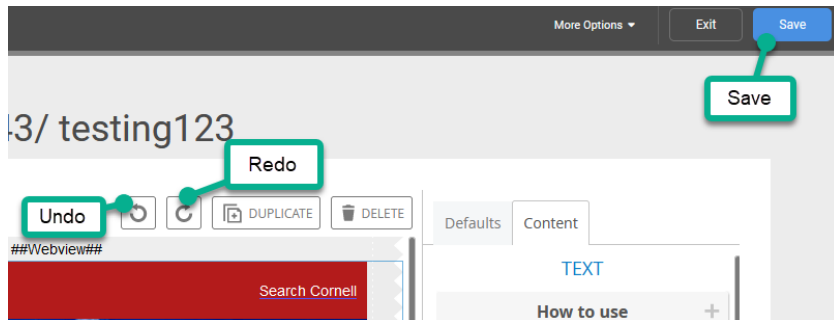 More Options
Exit
Save
Save
3/ testing123
Redo
Undo
DUPLICATE
DELETE
Defaults
Content
##Webview##
TEXT
Search Cornell
How to use